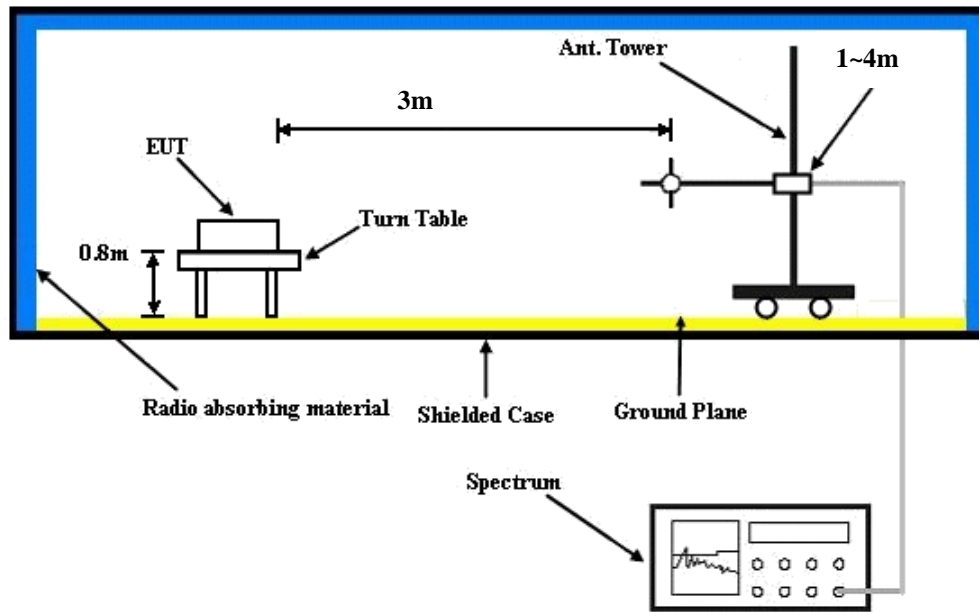 Ant. Tower
1~4m
3m
EUT
Turn Table
0.8m
Radio absorbing material
Shielded Case
Ground Plane
Spectrum